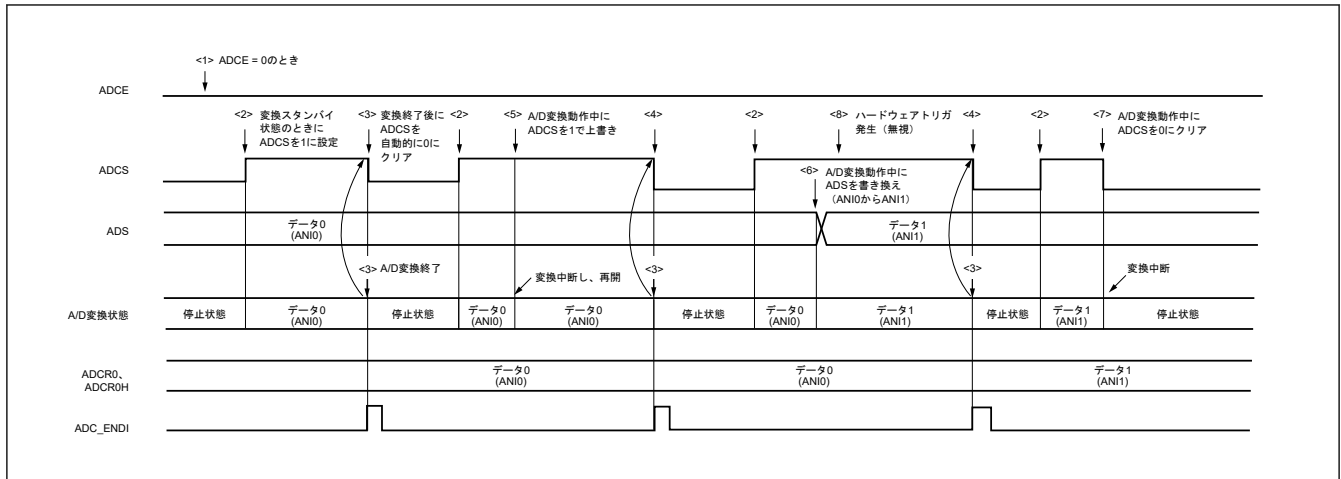 <1> ADCE = 0のとき
ADCE
<2> 変換スタンバイ
状態のときに
ADCSを1に設定
<3> 変換終了後に
ADCSを
自動的に0に
クリア
<2>
<5> A/D変換動作中に
ADCSを1で上書き
<4>
<2>
<8> ハードウェアトリガ
発生（無視）
<4>
<2>
<7> A/D変換動作中に
ADCSを0にクリア
ADCS
<6> A/D変換動作中に
ADSを書き換え
（ANI0からANI1）
ADS
データ0
(ANI0)
データ1
(ANI1)
<3> A/D変換終了
変換中断し、再開
<3>
<3>
変換中断
A/D変換状態
停止状態
データ0
(ANI0)
停止状態
データ0
(ANI0)
データ0
(ANI0)
停止状態
データ0
(ANI0)
データ1
(ANI1)
停止状態
データ1
(ANI1)
停止状態
ADCR0、
ADCR0H
データ0
(ANI0)
データ0
(ANI0)
データ1
(ANI1)
ADC_ENDI